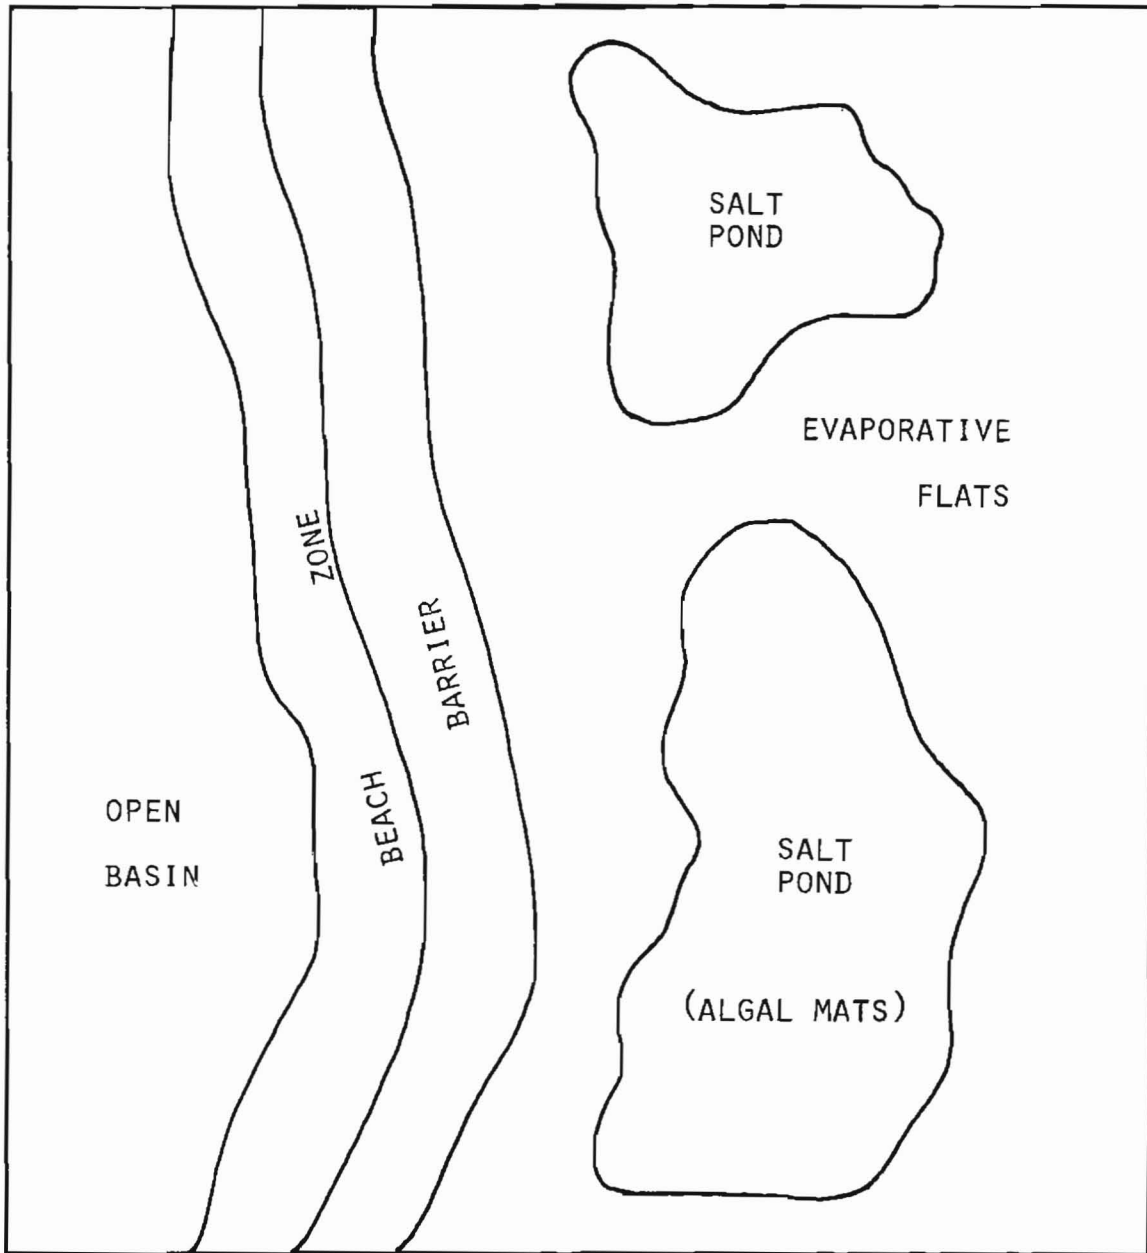 SALT
POND
EVAPORATIVE
FLATS
ZONE
BARRIER
BEACH
OPEN
BASIN
SALT
POND
(ALGAL MATS)